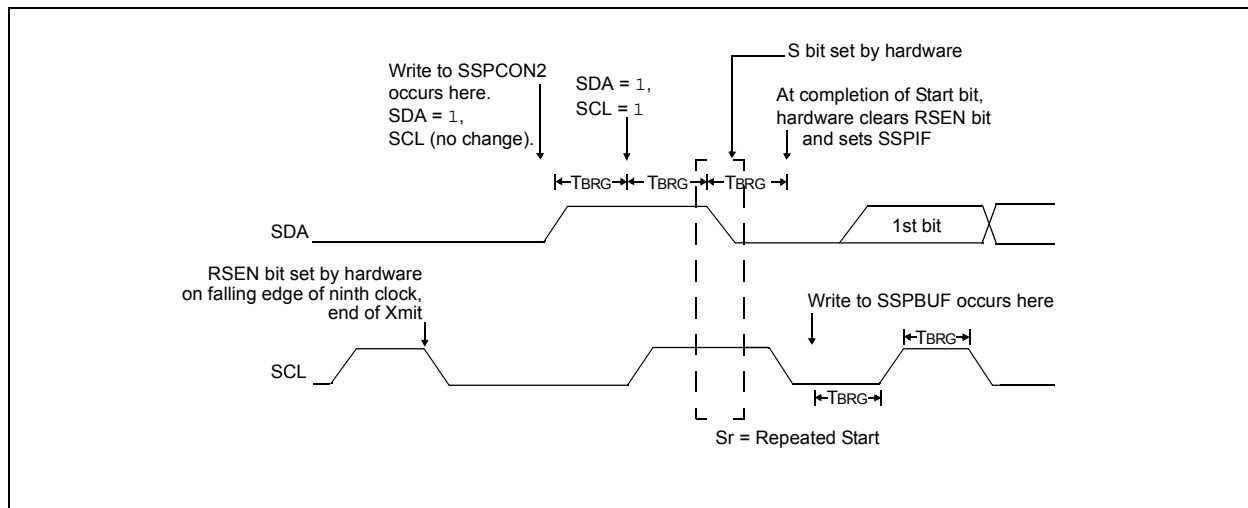 S bit set by hardware
Write to SSPCON2
occurs here.
SDA = 1,
SCL (no change).
SDA = 1,
SCL = 1
At completion of Start bit,
hardware clears RSEN bit
and sets SSPIF
TBRG
TBRG
TBRG
SDA
1st bit
RSEN bit set by hardware
on falling edge of ninth clock,
end of Xmit
Write to SSPBUF occurs here
TBRG
SCL
TBRG
Sr = Repeated Start